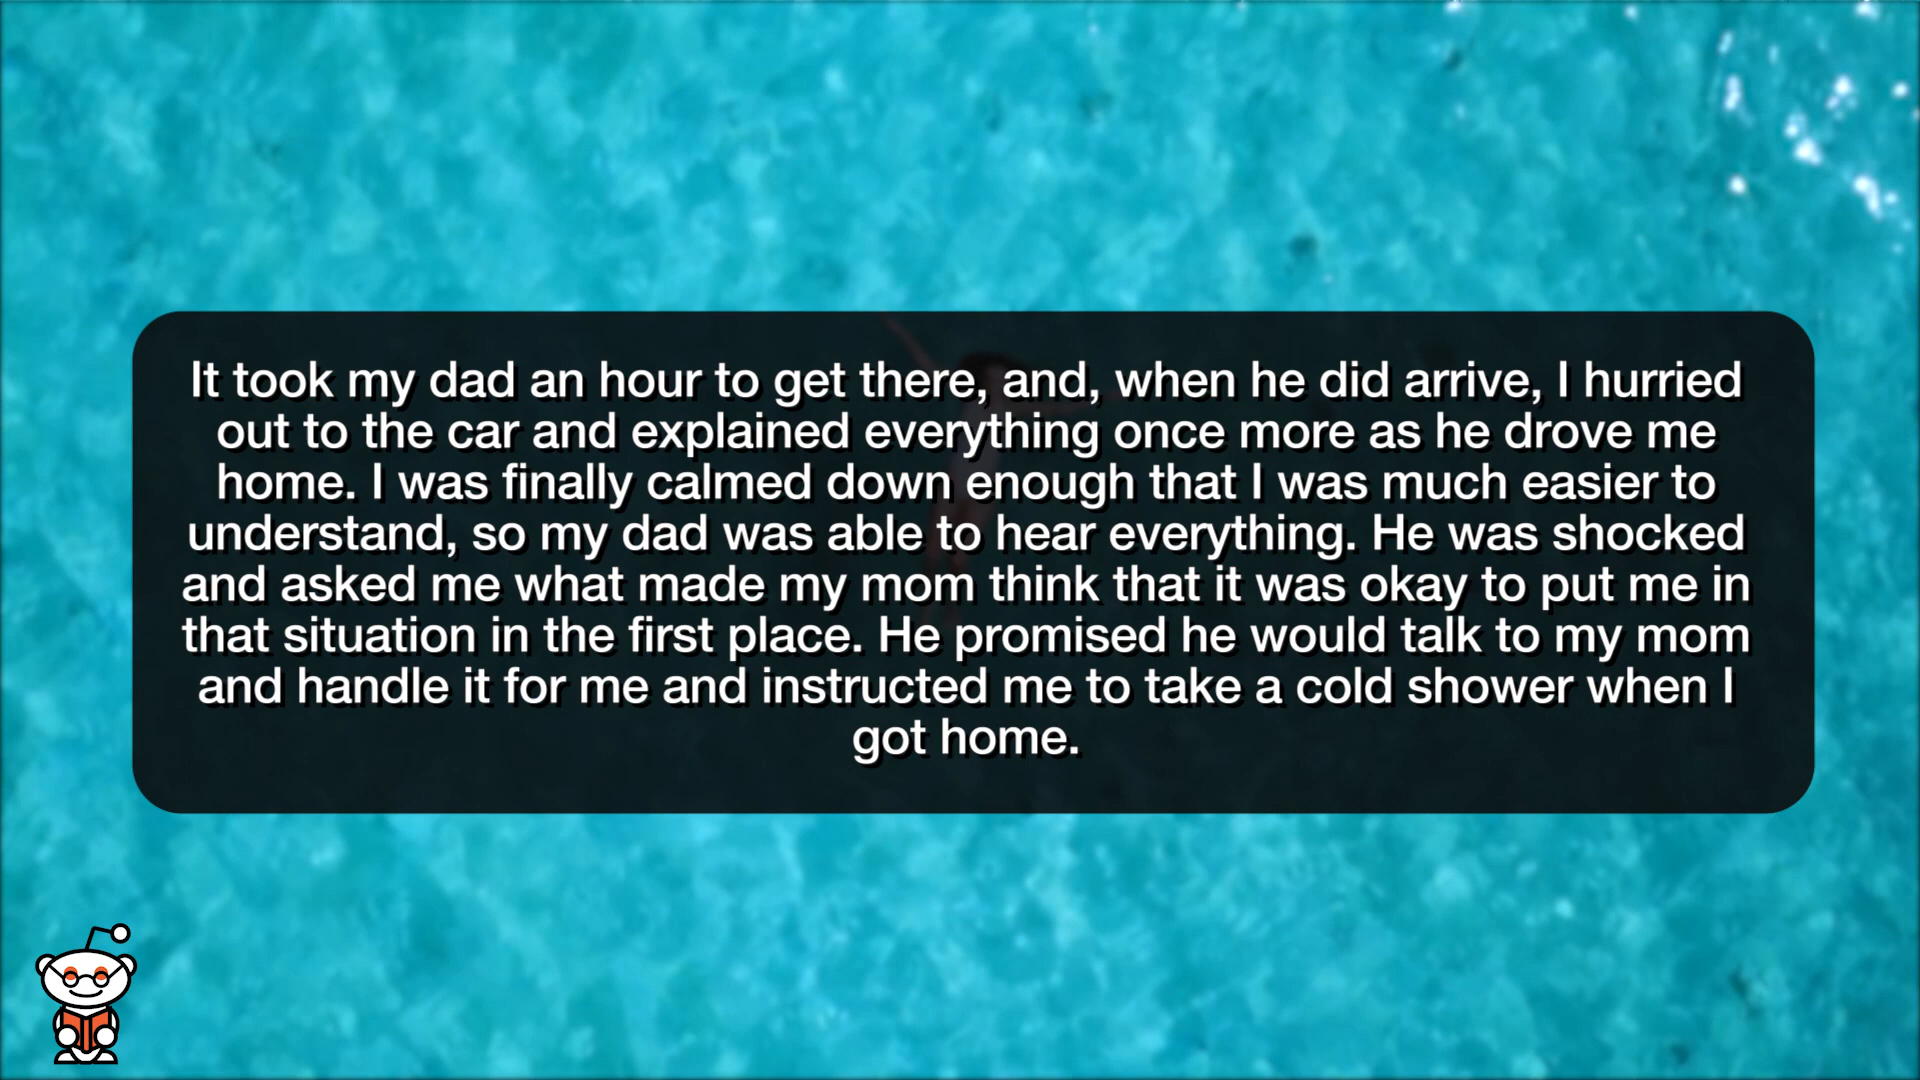 It took my dad an hour to get there, and, when he did arrive, I hurried
out to the car and explained everything once more as he drove me
home. I was finally calmed down enough that I was much easier to
understand, so my dad was able to hear everything. He was shocked
and asked me what made my mom think that it was okay to put me in
that situation in the first place. He promised he would talk to my mom
and handle it for me and instructed me to take a cold shower when I
got home.